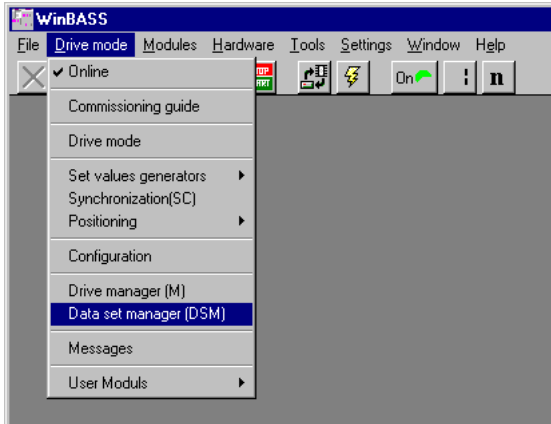 WinBASS
File Drive mode Modules Hardware Tools Settings Window Help
Online
On n
Commissioning guide
Drive mode
Set values generators
Synchronization(SC)
Positioning
Configuration
Drive manager (M)
Data set manager (DSM)
Messages
User Moduls